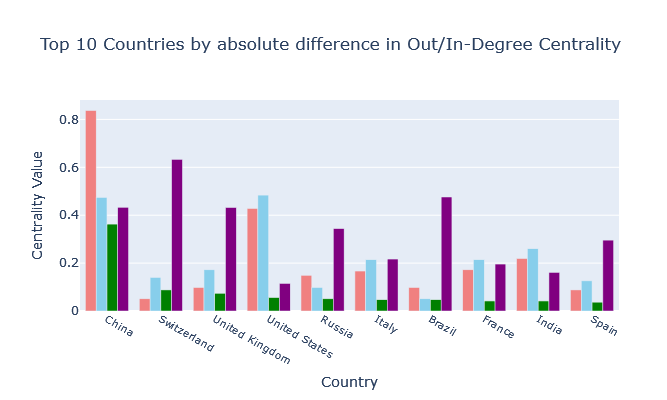 Top 10 Countries by absolute difference in Out/In-Degree Centrality
Centrality Value
0.8
0.6
0.4
0.2
0
China
Switzerland
United Kingdom
United States
Russia
Italy
Brazil
France
India
Spain
Country